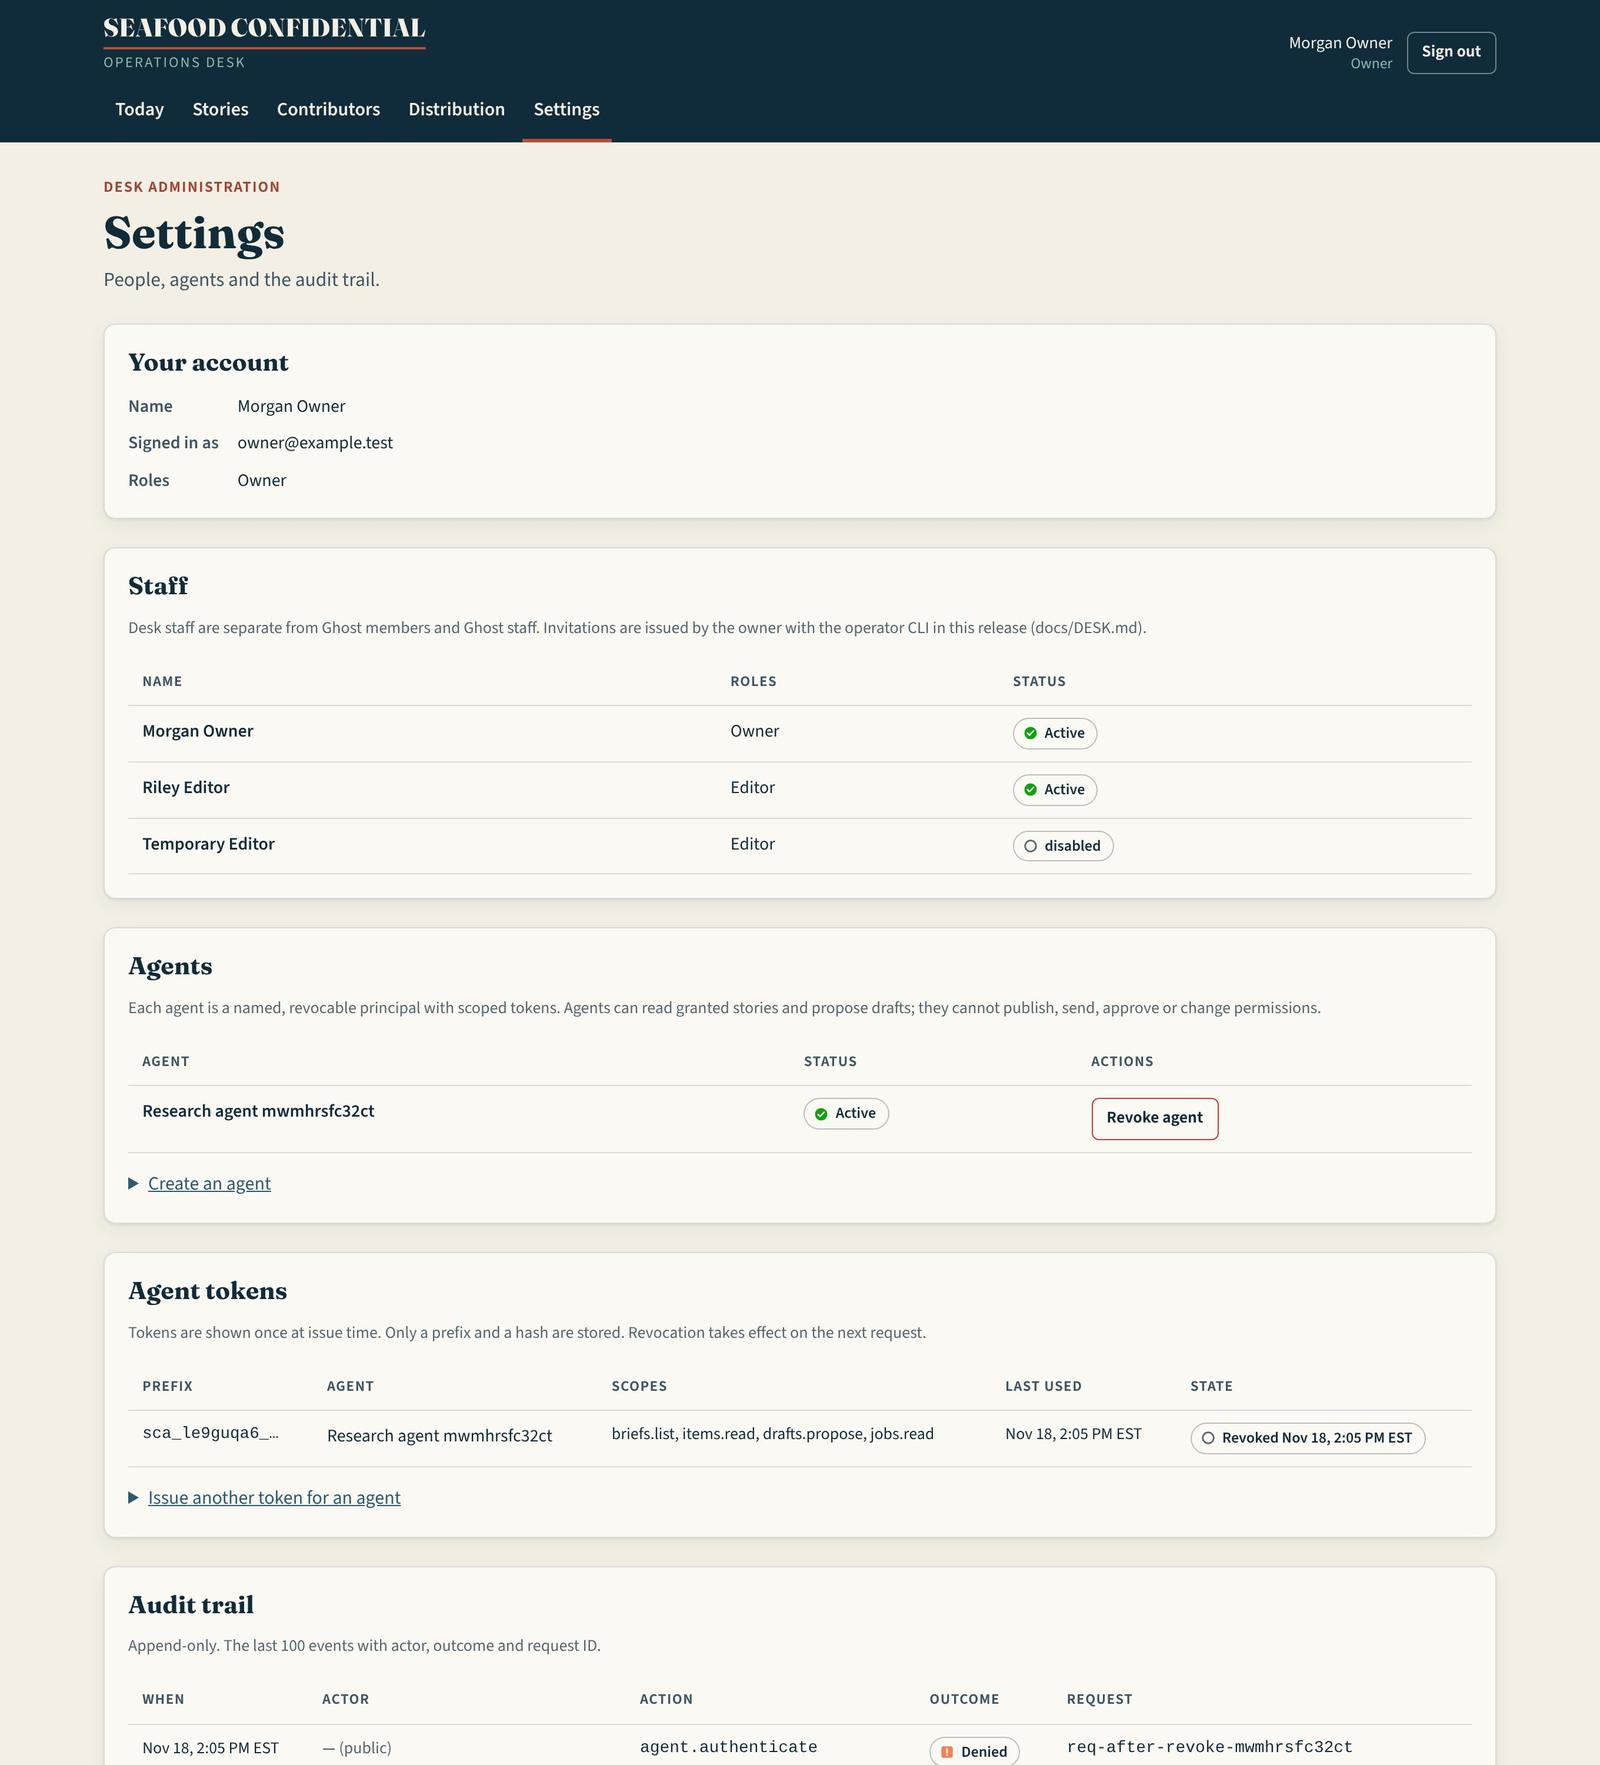 SEAFOOD CONFIDENTIAL
OPERATIONS DESK
Morgan Owner
Owner
Sign out
Today Stories Contributors Distribution Settings
DESK ADMINISTRATION
Settings
People, agents and the audit trail.
Your account
Name Morgan Owner
Signed in as owner@example.test
Roles Owner
Staff
Desk staff are separate from Ghost members and Ghost staff. Invitations are issued by the owner with the operator CLI in this release (docs/DESK.md).
NAME ROLES STATUS
Morgan Owner Owner Active
Riley Editor Editor Active
Temporary Editor Editor disabled
Agents
Each agent is a named, revocable principal with scoped tokens. Agents can read granted stories and propose drafts; they cannot publish, send, approve or change permissions.
AGENT STATUS ACTIONS
Research agent mwmhrsfc32ct Active Revoke agent
Create an agent
Agent tokens
Tokens are shown once at issue time. Only a prefix and a hash are stored. Revocation takes effect on the next request.
PREFIX AGENT SCOPES LAST USED STATE
sca_le9guqa6_… Research agent mwmhrsfc32ct briefs.list, items.read, drafts.propose, jobs.read Nov 18, 2:05 PM EST Revoked Nov 18, 2:05 PM EST
Issue another token for an agent
Audit trail
Append-only. The last 100 events with actor, outcome and request ID.
WHEN ACTOR ACTION OUTCOME REQUEST
Nov 18, 2:05 PM EST — (public) agent.authenticate Denied req-after-revoke-mwmhrsfc32ct